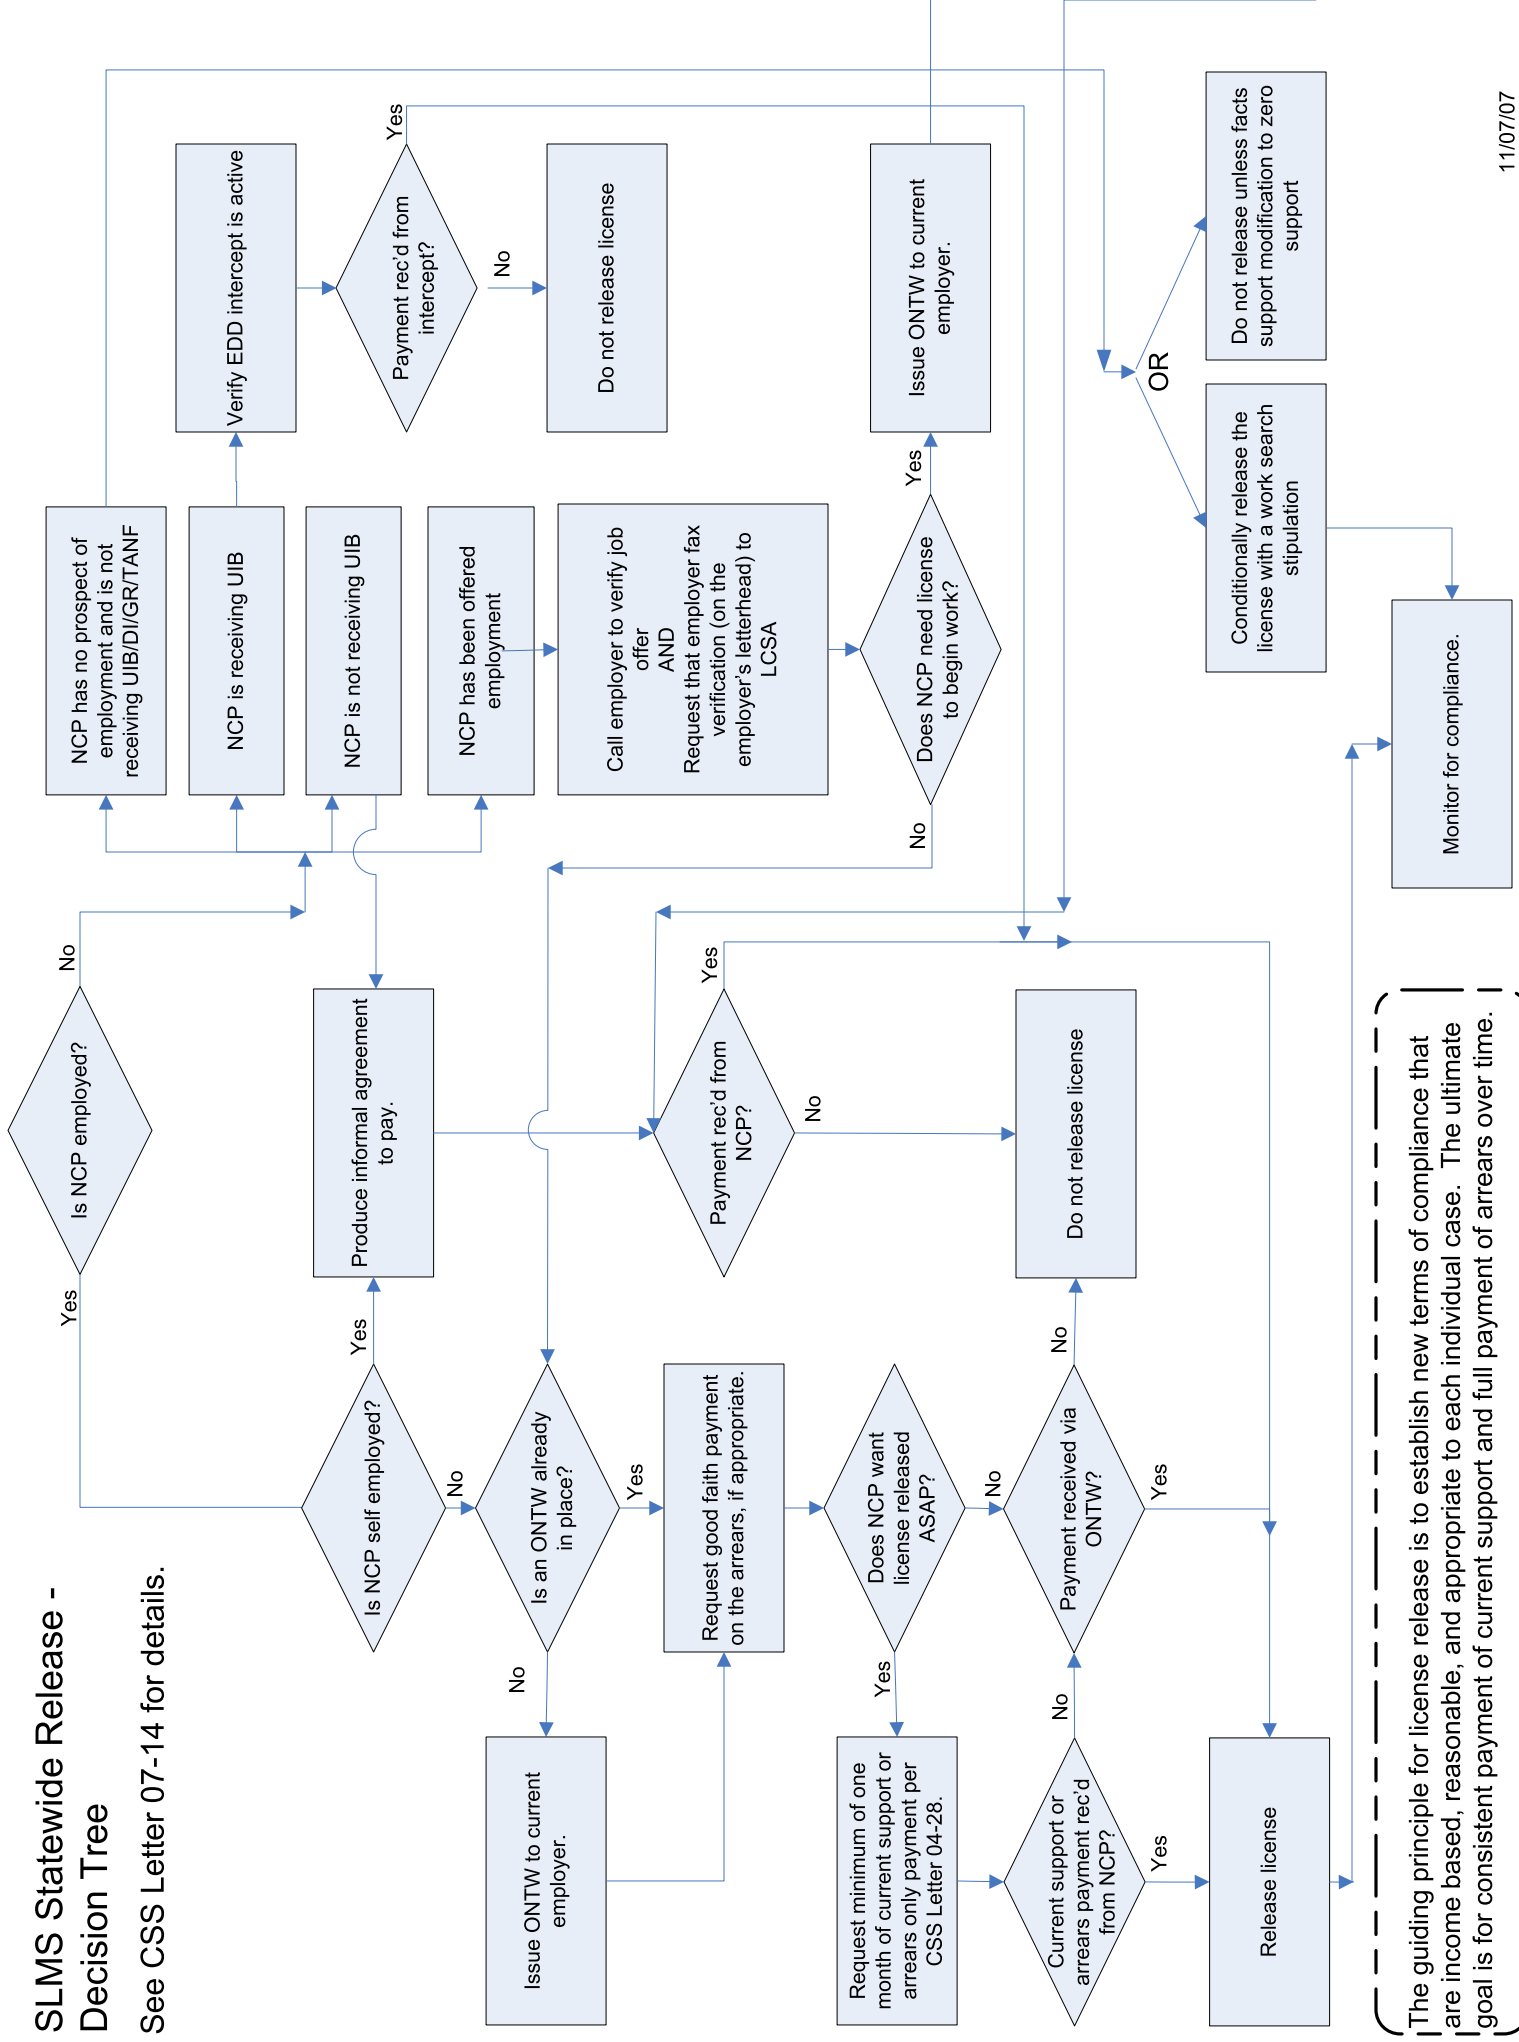 SLMS Statewide Release -
Decision Tree
See CSS Letter 07-14 for details.
Is NCP employed?
Yes
No
Is NCP self employed?
Yes
No
Produce informal agreement
to pay.
NCP has no prospect of
employment and is not
receiving UIB/DI/GR/TANF
NCP is receiving UIB
NCP is not receiving UIB
NCP has been offered
employment
Verify EDD intercept is active
Payment rec’d from
intercept?
Yes
No
Do not release license
Call employer to verify job
offer
AND
Request that employer fax
verification (on the
employer’s letterhead) to
LCSA
Does NCP need license
to begin work?
No
Yes
Issue ONTW to current
employer.
Is an ONTW already
in place?
No
Yes
Issue ONTW to current
employer.
Request good faith payment
on the arrears, if appropriate.
Payment rec’d from
NCP?
Yes
No
Do not release license
Does NCP want
license released
ASAP?
Yes
No
Request minimum of one
month of current support or
arrears only payment per
CSS Letter 04-28.
Current support or
arrears payment rec’d
from NCP?
No
Yes
Payment received via
ONTW?
No
Yes
Release license
OR
Conditionally release the
license with a work search
stipulation
Do not release unless facts
support modification to zero
support
Monitor for compliance.
The guiding principle for license release is to establish new terms of compliance that
are income based, reasonable, and appropriate to each individual case.  The ultimate
goal is for consistent payment of current support and full payment of arrears over time.
11/07/07